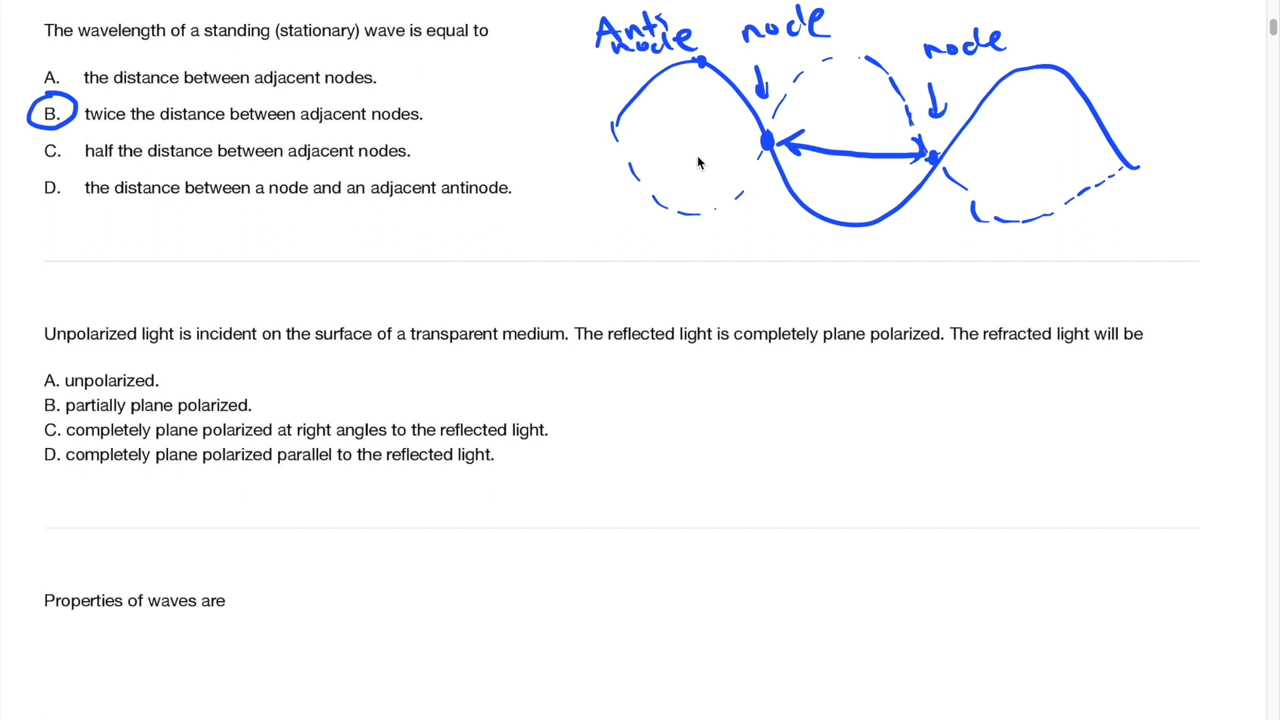 The wavelength of a standing (stationary) wave is equal to
A. the distance between adjacent nodes.
B. twice the distance between adjacent nodes.
C. half the distance between adjacent nodes.
D. the distance between a node and an adjacent antinode.
Anti
node
node
node
Unpolarized light is incident on the surface of a transparent medium. The reflected light is completely plane polarized. The refracted light will be
A. unpolarized.
B. partially plane polarized.
C. completely plane polarized at right angles to the reflected light.
D. completely plane polarized parallel to the reflected light.
Properties of waves are